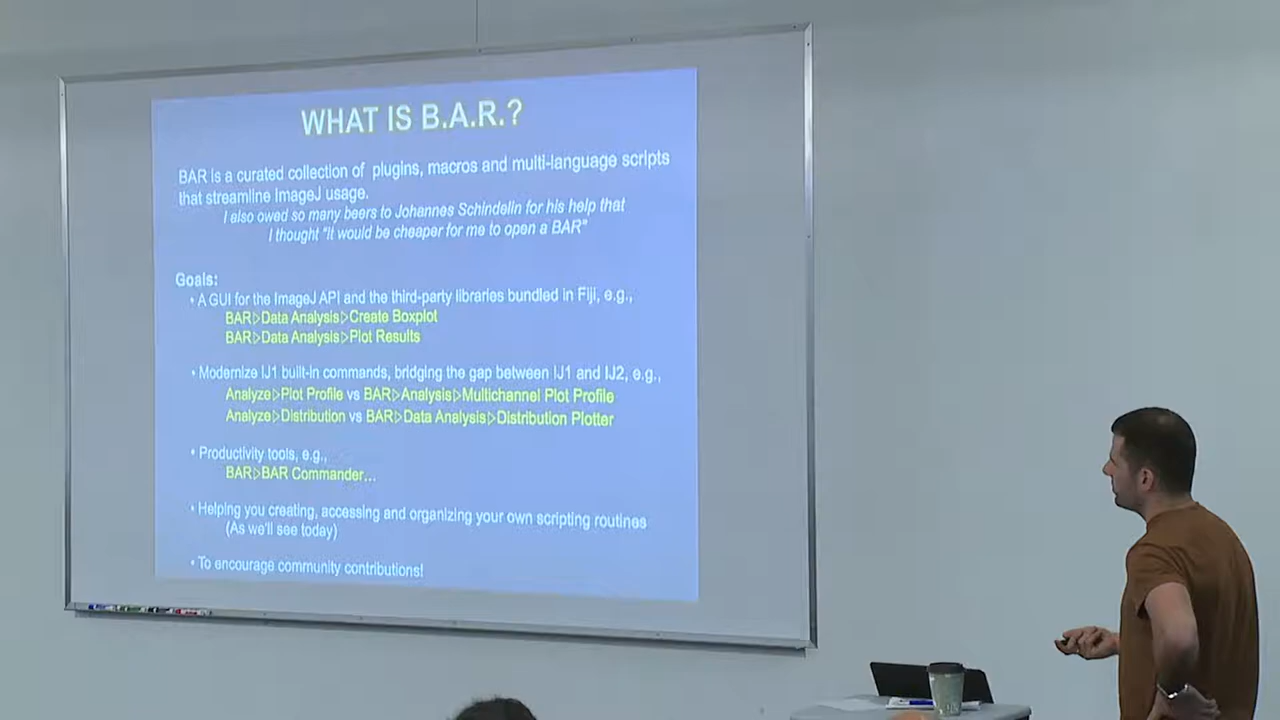 WHAT IS B.A.R.?
BAR is a curated collection of plugins, macros and multi-language scripts
that streamline ImageJ usage.
I also owed so many beers to Johannes Schindelin for his help that
I thought "It would be cheaper for me to open a BAR"
Goals:
• A GUI for the ImageJ API and the third-party libraries bundled in Fiji, e.g.,
BAR▷Data Analysis▷Create Boxplot
BAR▷Data Analysis▷Plot Results
• Modernize IJ1 built-in commands, bridging the gap between IJ1 and IJ2, e.g.,
Analyze▷Plot Profile vs BAR▷Analysis▷Multichannel Plot Profile
Analyze▷Distribution vs BAR▷Data Analysis▷Distribution Plotter
• Productivity tools, e.g.,
BAR▷BAR Commander...
• Helping you creating, accessing and organizing your own scripting routines
(As we'll see today)
• To encourage community contributions!